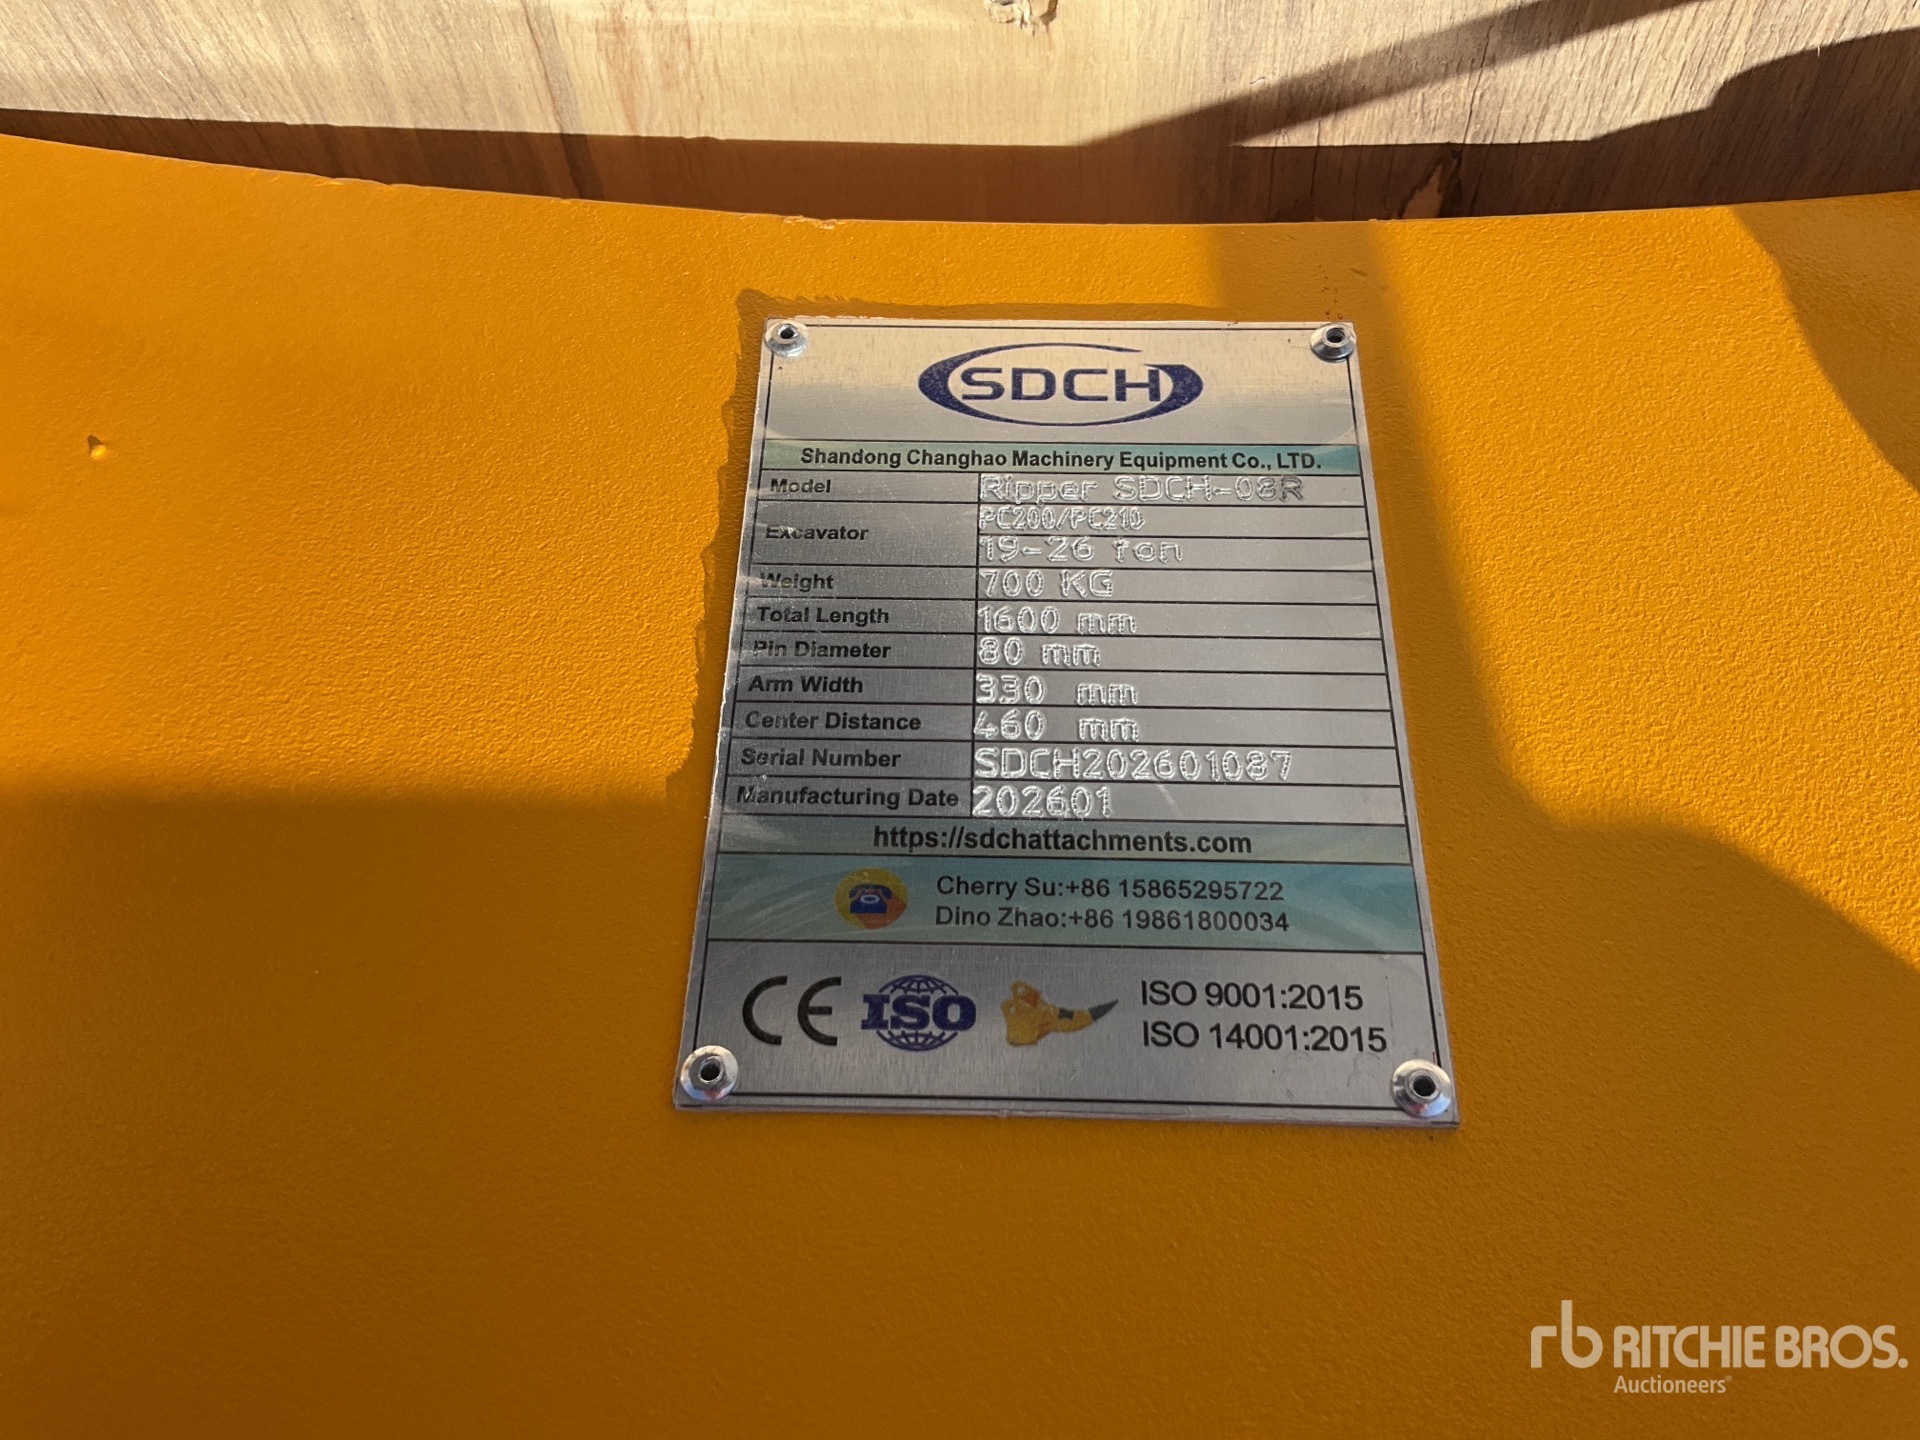 SDCH
Shandong Changhao Machinery Equipment Co., LTD.
Model Ripper SDCH-08R
Excavator PC200/PC210
19-26 ton
Weight 700 KG
Total Length 1600 mm
Pin Diameter 80 mm
Arm Width 330 mm
Center Distance 460 mm
Serial Number SDCH202601087
Manufacturing Date 202601
https://sdchattachments.com
Cherry Su:+86 15865295722
Dino Zhao:+86 19861800034
CE ISO ISO 9001:2015
ISO 14001:2015
rb RITCHIE BROS.
Auctioneers